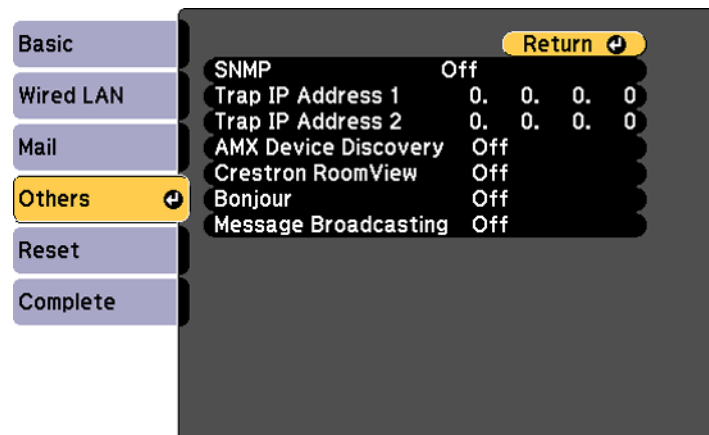 Basic
Wired LAN
Mail
Others
Reset
Complete
Return
SNMP Off
Trap IP Address 1 0. 0. 0. 0
Trap IP Address 2 0. 0. 0. 0
AMX Device Discovery Off
Crestron RoomView Off
Bonjour Off
Message Broadcasting Off